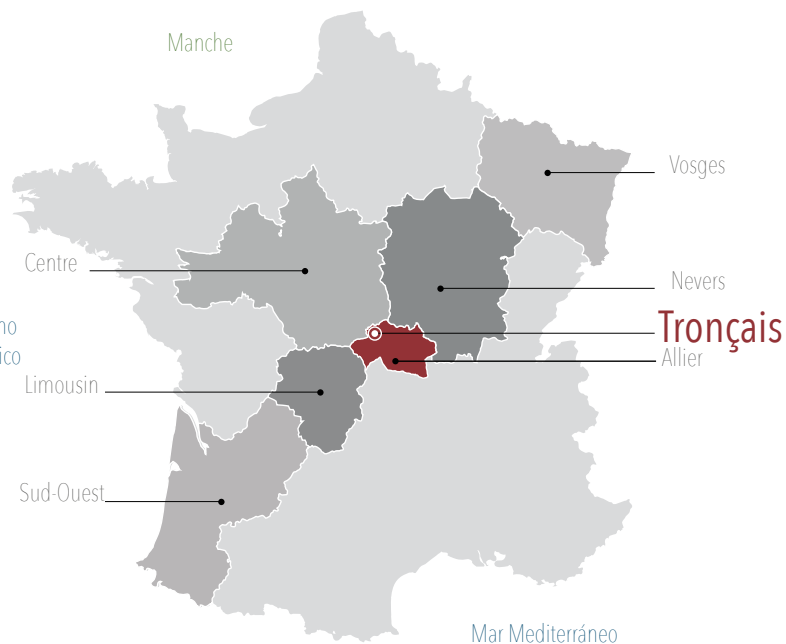 Manche
Vosges
Centre
Nevers
Tronçais
Allier
Limousin
Sud-Ouest
Mar Mediterráneo